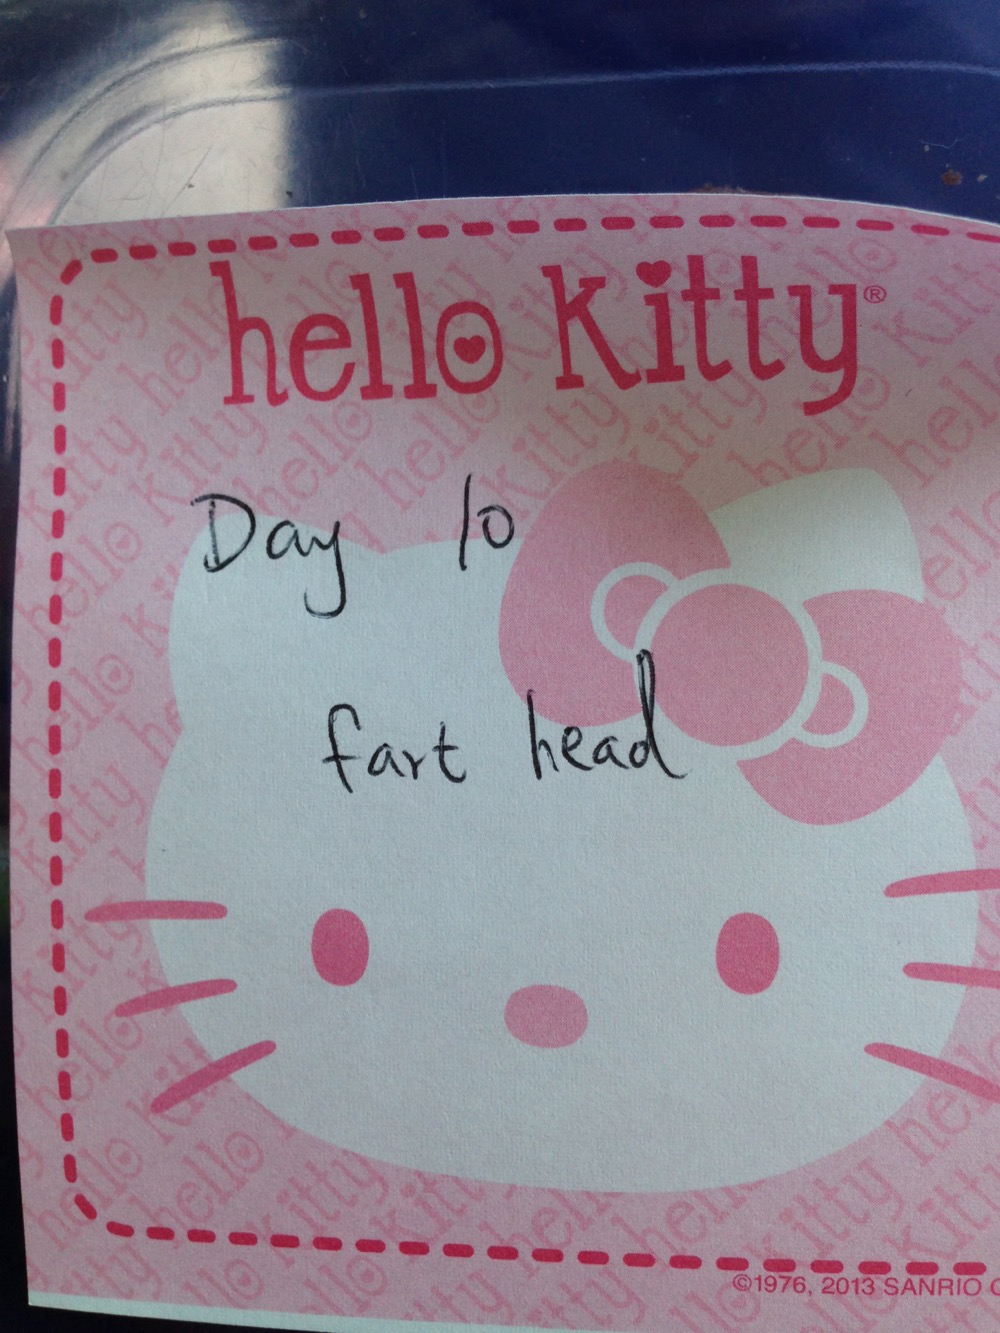 hello kitty®
Day 10
fart head
©1976, 2013 SANRIO